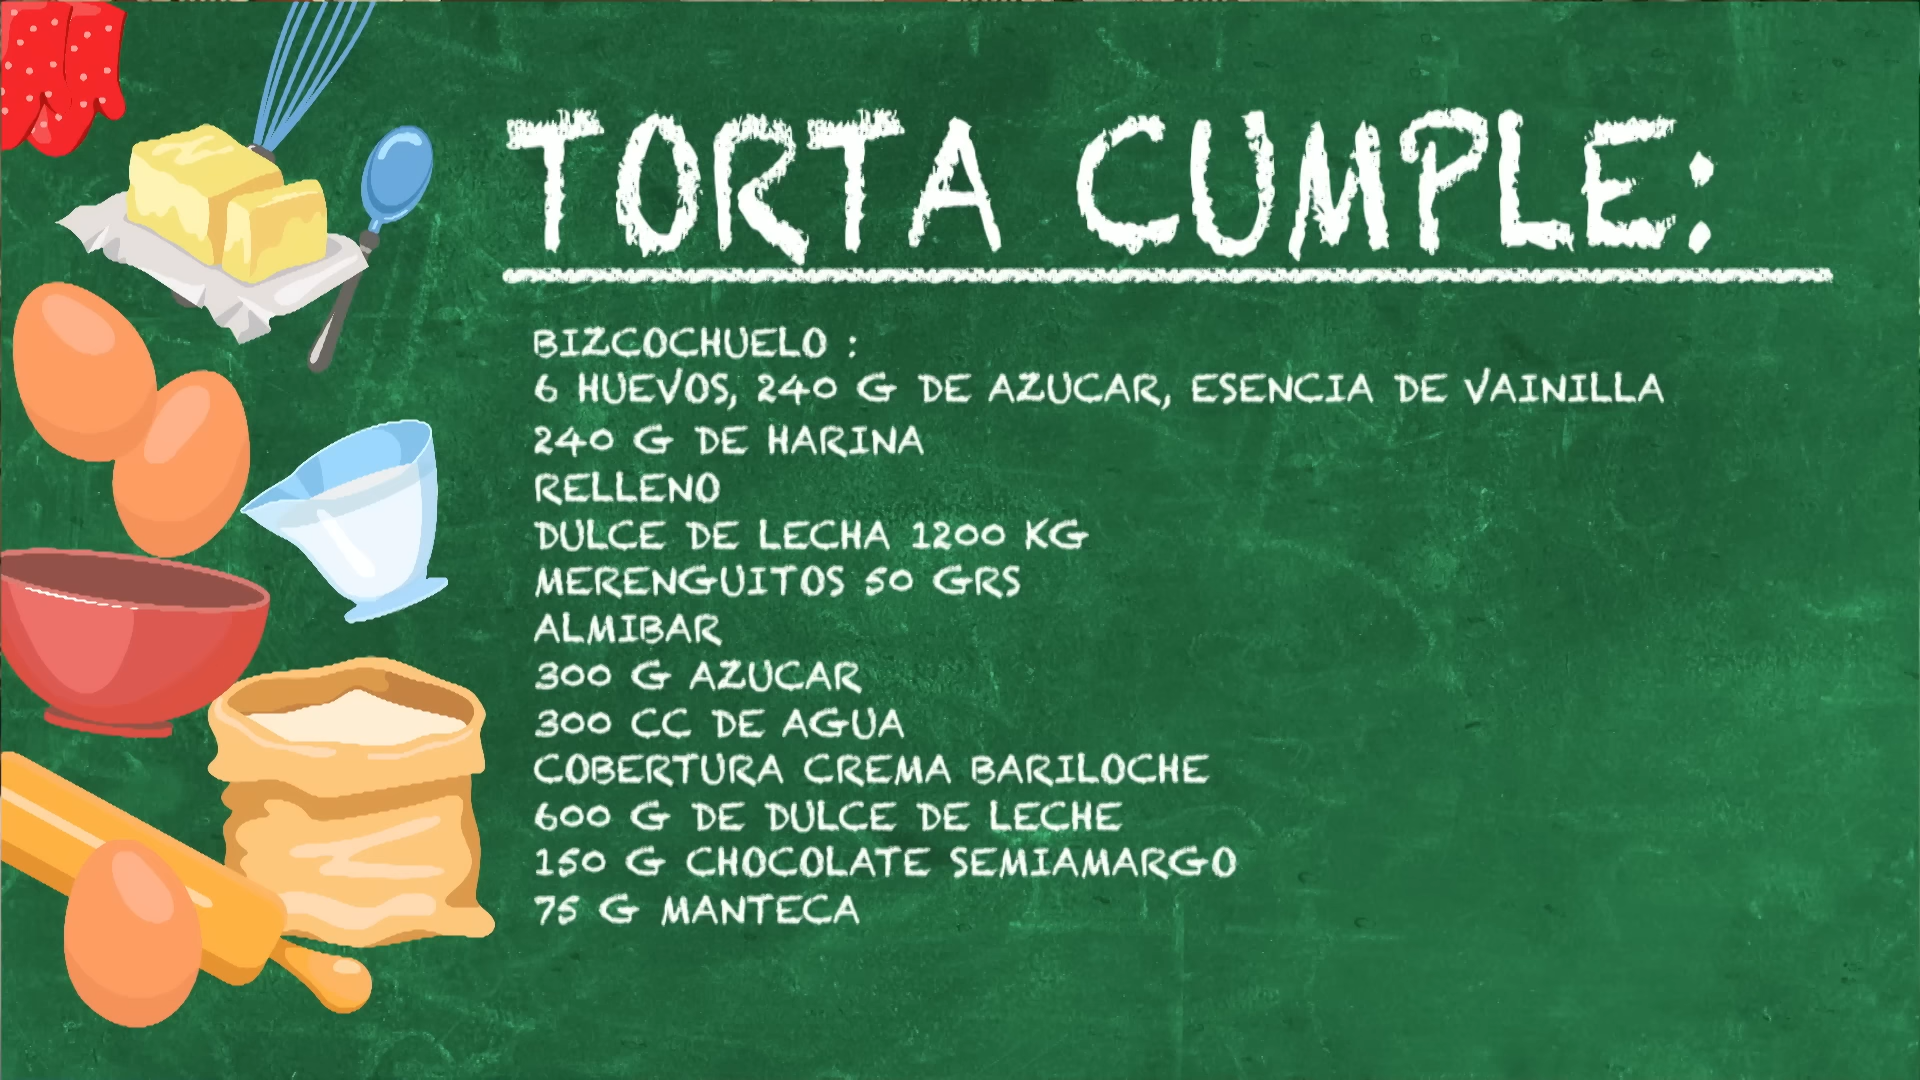 TORTA CUMPLE:
BIZCOCHUELO :
6 HUEVOS, 240 G DE AZUCAR, ESENCIA DE VAINILLA
240 G DE HARINA
RELLENO
DULCE DE LECHA 1200 KG
MERENGUITOS 50 GRS
ALMIBAR
300 G AZUCAR
300 CC DE AGUA
COBERTURA CREMA BARILOCHE
600 G DE DULCE DE LECHE
150 G CHOCOLATE SEMIAMARGO
75 G MANTECA